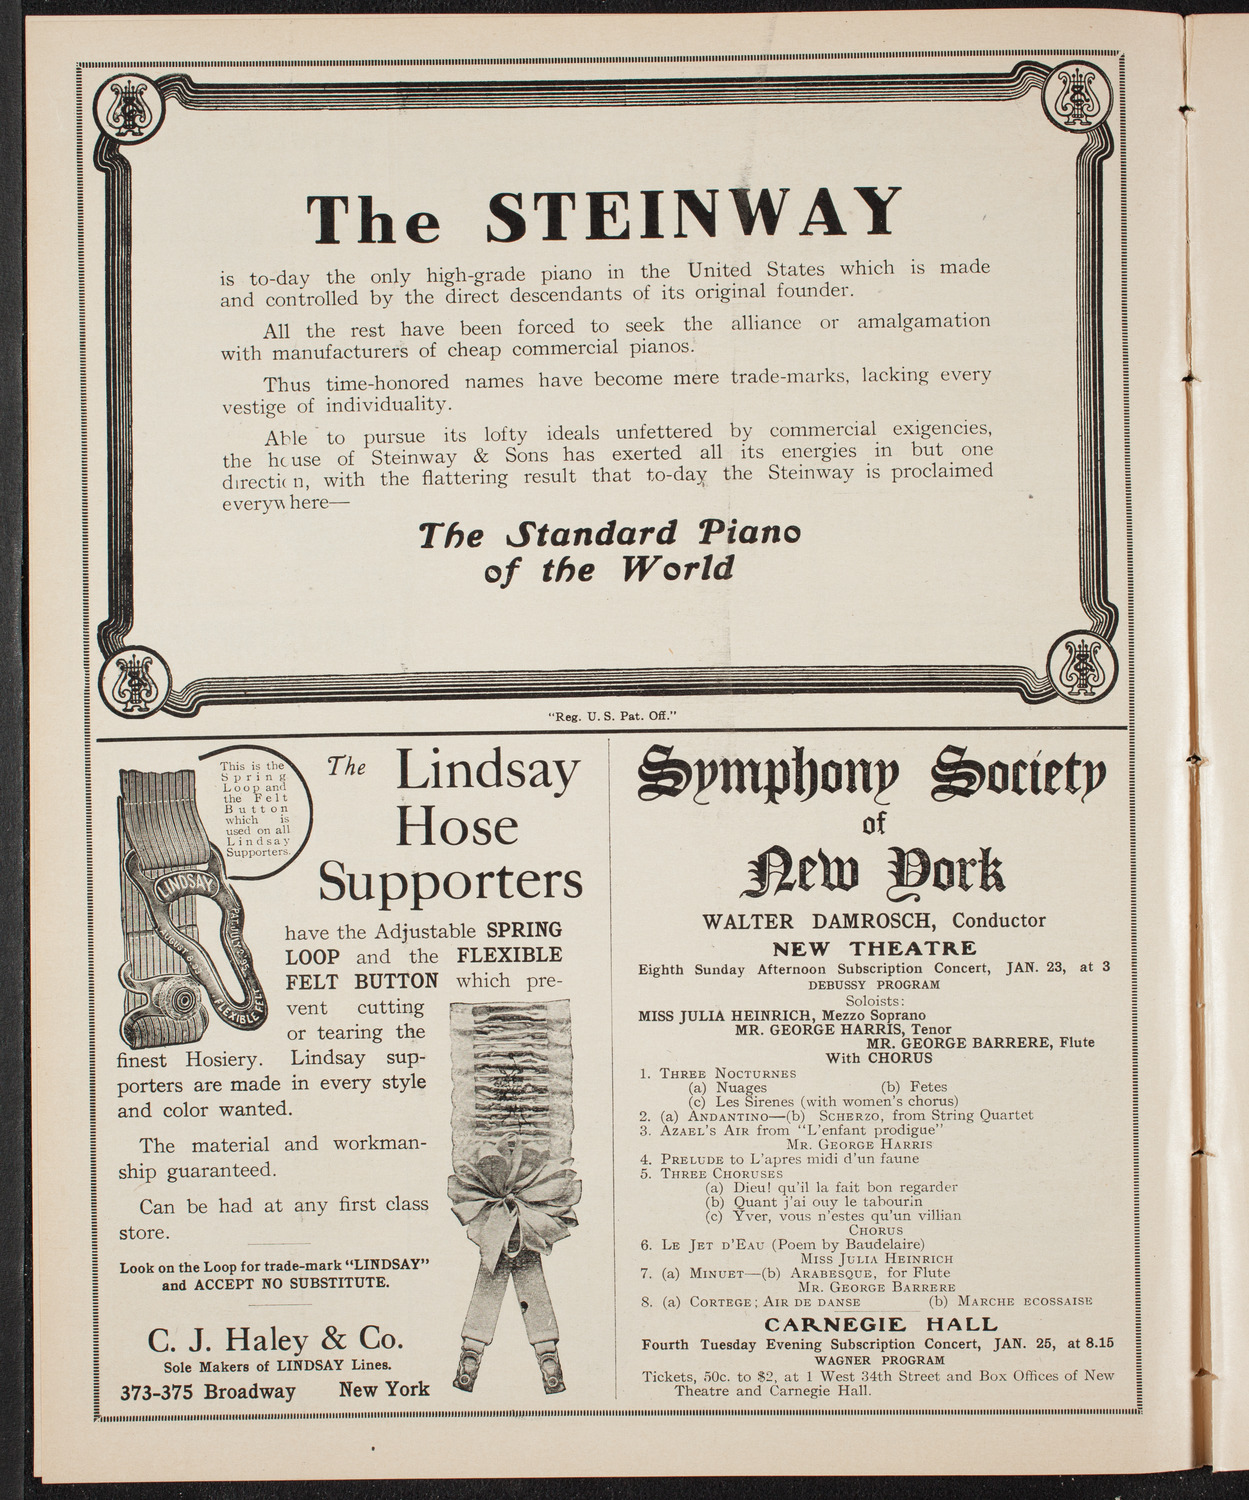 The STEINWAY
is to-day the only high-grade piano in the United States which is made
and controlled by the direct descendants of its original founder.
All the rest have been forced to seek the alliance or amalgamation
with manufacturers of cheap commercial pianos.
Thus time-honored names have become mere trade-marks, lacking every
vestige of individuality.
Able to pursue its lofty ideals unfettered by commercial exigencies,
the house of Steinway & Sons has exerted all its energies in but one
direction, with the flattering result that to-day the Steinway is proclaimed
everywhere—
The Standard Piano
of the World
"Reg. U. S. Pat. Off."
This is the
Spring
Loop and
the Felt
Button
which is
used on all
Lindsay
Supporters.
LINDSAY
FLEXIBLE FELT
The Lindsay
Hose
Supporters
have the Adjustable SPRING
LOOP and the FLEXIBLE
FELT BUTTON which pre-
vent cutting
or tearing the
finest Hosiery. Lindsay sup-
porters are made in every style
and color wanted.
The material and workman-
ship guaranteed.
Can be had at any first class
store.
Look on the Loop for trade-mark "LINDSAY"
and ACCEPT NO SUBSTITUTE.
C. J. Haley & Co.
Sole Makers of LINDSAY Lines.
373-375 Broadway New York
Symphony Society
of
New York
WALTER DAMROSCH, Conductor
NEW THEATRE
Eighth Sunday Afternoon Subscription Concert, JAN. 23, at 3
DEBUSSY PROGRAM
Soloists:
MISS JULIA HEINRICH, Mezzo Soprano
MR. GEORGE HARRIS, Tenor
MR. GEORGE BARRERE, Flute
With CHORUS
1. THREE NOCTURNES
(a) Nuages (b) Fetes
(c) Les Sirenes (with women's chorus)
2. (a) ANDANTINO—(b) SCHERZO, from String Quartet
3. AZAEL'S AIR from "L'enfant prodigue"
MR. GEORGE HARRIS
4. PRELUDE to L'apres midi d'un faune
5. THREE CHORUSES
(a) Dieu! qu'il la fait bon regarder
(b) Quant j'ai ouy le tabourin
(c) Yver, vous n'estes qu'un villian
CHORUS
6. LE JET D'EAU (Poem by Baudelaire)
MISS JULIA HEINRICH
7. (a) MINUET—(b) ARABESQUE, for Flute
MR. GEORGE BARRERE
8. (a) CORTEGE; AIR DE DANSE (b) MARCHE ECOSSAISE
CARNEGIE HALL
Fourth Tuesday Evening Subscription Concert, JAN. 25, at 8.15
WAGNER PROGRAM
Tickets, 50c. to $2, at 1 West 34th Street and Box Offices of New
Theatre and Carnegie Hall.